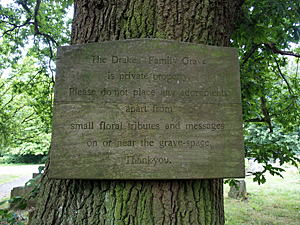 The Drake Family Grave
is private property.
Please do not place any adornments
apart from
small floral tributes and messages
on or near the grave-space.
Thankyou.